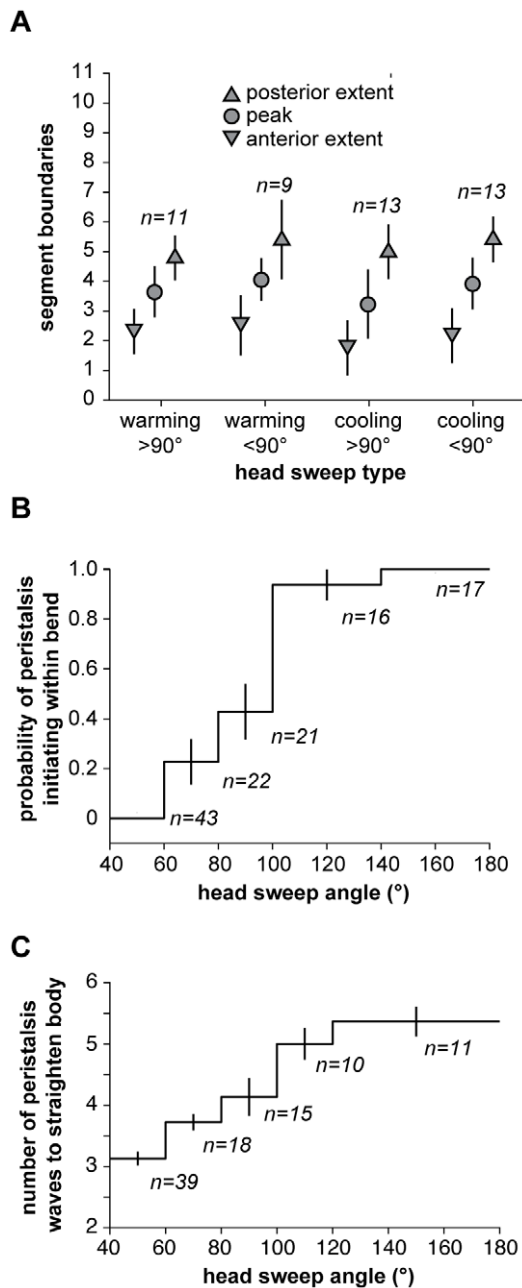 A
segment boundaries
11
10
9
8
7
6
5
4
3
2
1
0
posterior extent
peak
anterior extent
n=11
n=9
n=13
n=13
warming warming cooling cooling
>90° <90° >90° <90°
head sweep type
B
probability of peristalsis
initiating within bend
1.0
0.8
0.6
0.4
0.2
0
n=17
n=16
n=21
n=22
n=43
40 60 80 100 120 140 160 180
head sweep angle (°)
C
number of peristalsis
waves to straighten body
6
5
4
3
2
n=11
n=10
n=15
n=18
n=39
40 60 80 100 120 140 160 180
head sweep angle (°)